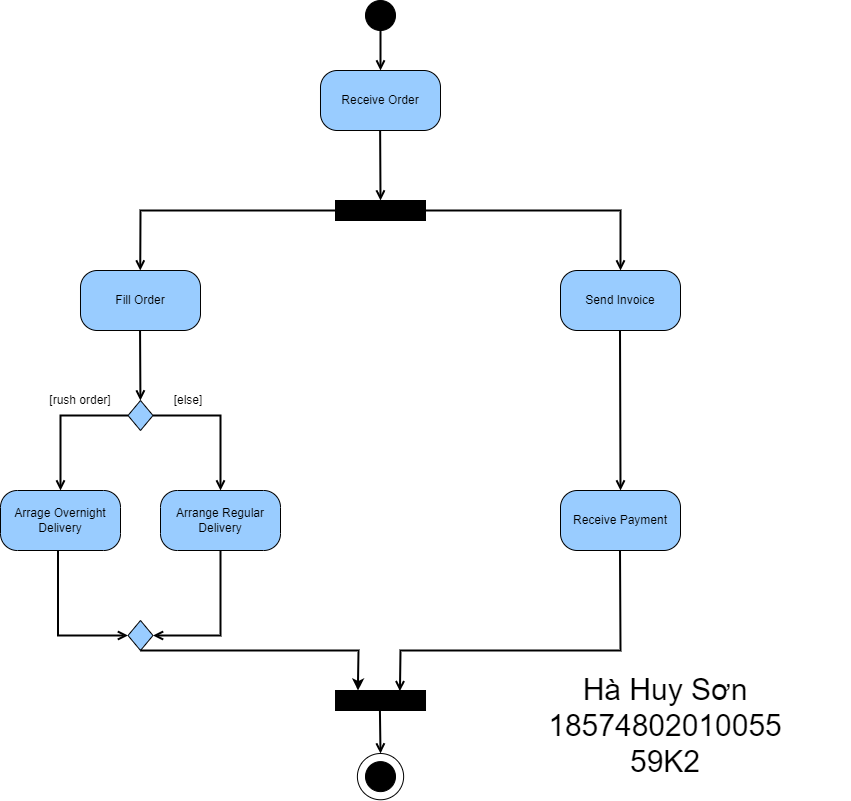 Receive Order
Fill Order
Send Invoice
[rush order]
[else]
Arrage Overnight
Delivery
Arrange Regular
Delivery
Receive Payment
Hà Huy Sơn
18574802010055
59K2